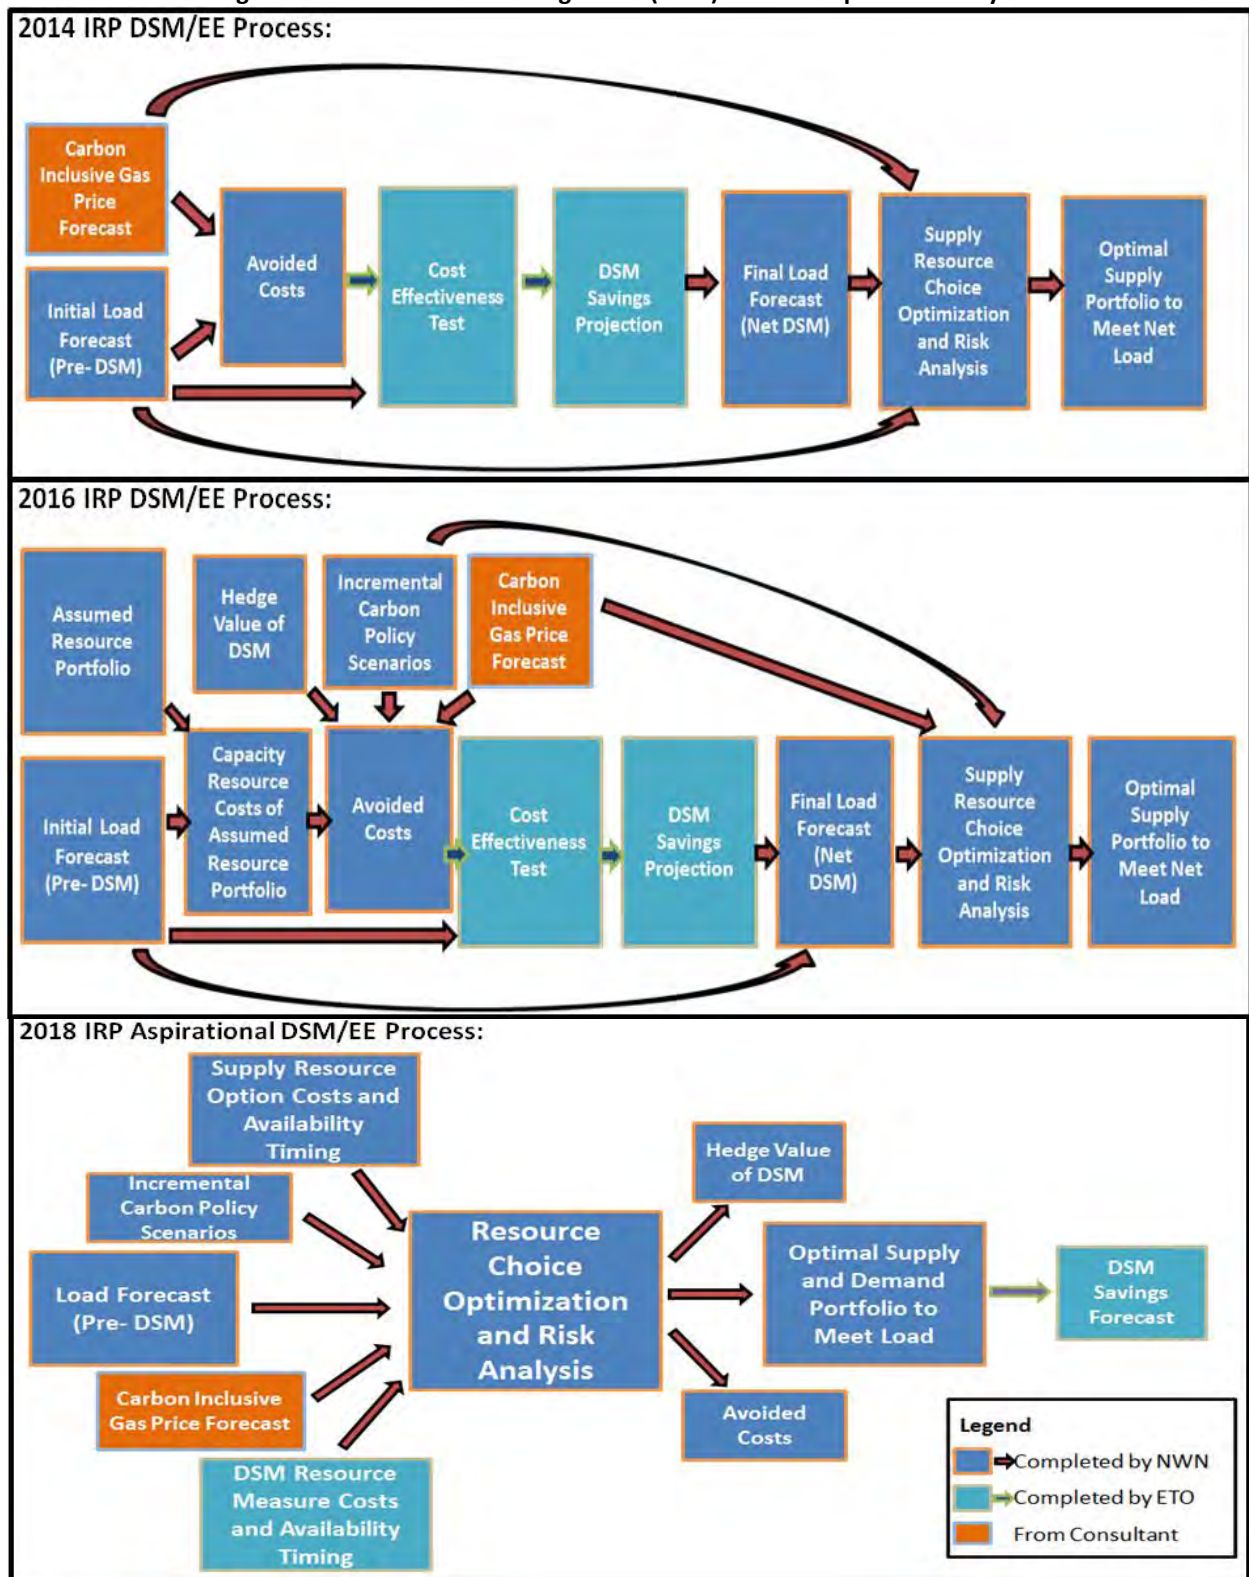 2014 IRP DSM/EE Process:
Carbon
Inclusive Gas
Price
Forecast
Initial Load
Forecast
(Pre- DSM)
Avoided
Costs
Cost
Effectiveness
Test
DSM
Savings
Projection
Final Load
Forecast
(Net DSM)
Supply
Resource
Choice
Optimization
and Risk
Analysis
Optimal
Supply
Portfolio to
Meet Net
Load
2016 IRP DSM/EE Process:
Assumed
Resource
Portfolio
Hedge
Value of
DSM
Incremental
Carbon
Policy
Scenarios
Carbon
Inclusive
Gas Price
Forecast
Initial Load
Forecast
(Pre- DSM)
Capacity
Resource
Costs of
Assumed
Resource
Portfolio
Avoided
Costs
Cost
Effectiveness
Test
DSM
Savings
Projection
Final Load
Forecast
(Net
DSM)
Supply
Resource
Choice
Optimization
and Risk
Analysis
Optimal
Supply
Portfolio to
Meet Net
Load
2018 IRP Aspirational DSM/EE Process:
Supply Resource
Option Costs and
Availability
Timing
Incremental
Carbon Policy
Scenarios
Load Forecast
(Pre- DSM)
Carbon Inclusive
Gas Price Forecast
DSM Resource
Measure Costs
and Availability
Timing
Resource
Choice
Optimization
and Risk
Analysis
Hedge Value
of DSM
Optimal Supply
and Demand
Portfolio to
Meet Load
Avoided
Costs
DSM
Savings
Forecast
Legend
Completed by NWN
Completed by ETO
From Consultant